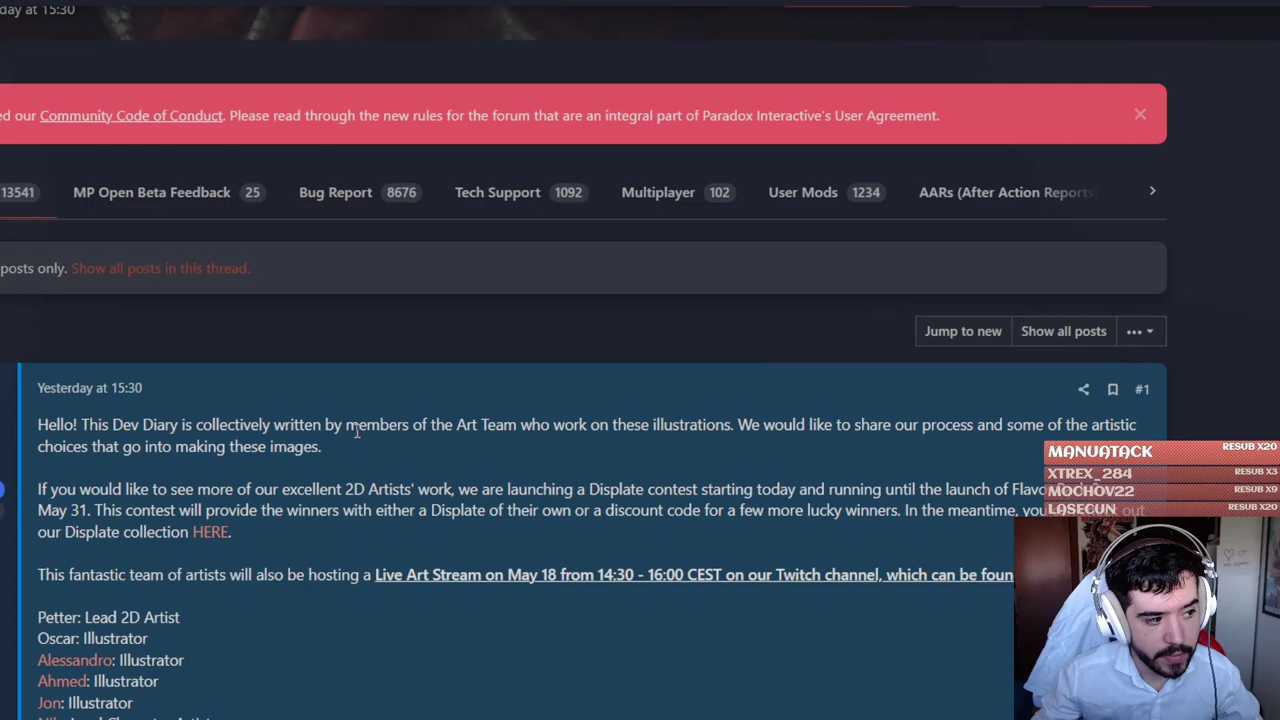 day at 15:30
ed our Community Code of Conduct. Please read through the new rules for the forum that are an integral part of Paradox Interactive's User Agreement.
13541 MP Open Beta Feedback 25 Bug Report 8676 Tech Support 1092 Multiplayer 102 User Mods 1234 AARs (After Action Reports
posts only. Show all posts in this thread.
Jump to new Show all posts
Yesterday at 15:30 #1
Hello! This Dev Diary is collectively written by members of the Art Team who work on these illustrations. We would like to share our process and some of the artistic
choices that go into making these images.
MANUATACK RESUB X20
XTREX_284 RESUB X3
MOCHOV22 RESUB X9
LASECUN RESUB X20
If you would like to see more of our excellent 2D Artists' work, we are launching a Displate contest starting today and running until the launch of Flavo
May 31. This contest will provide the winners with either a Displate of their own or a discount code for a few more lucky winners. In the meantime, you out
our Displate collection HERE.
This fantastic team of artists will also be hosting a Live Art Stream on May 18 from 14:30 - 16:00 CEST on our Twitch channel, which can be foun
Petter: Lead 2D Artist
Oscar: Illustrator
Alessandro: Illustrator
Ahmed: Illustrator
Jon: Illustrator